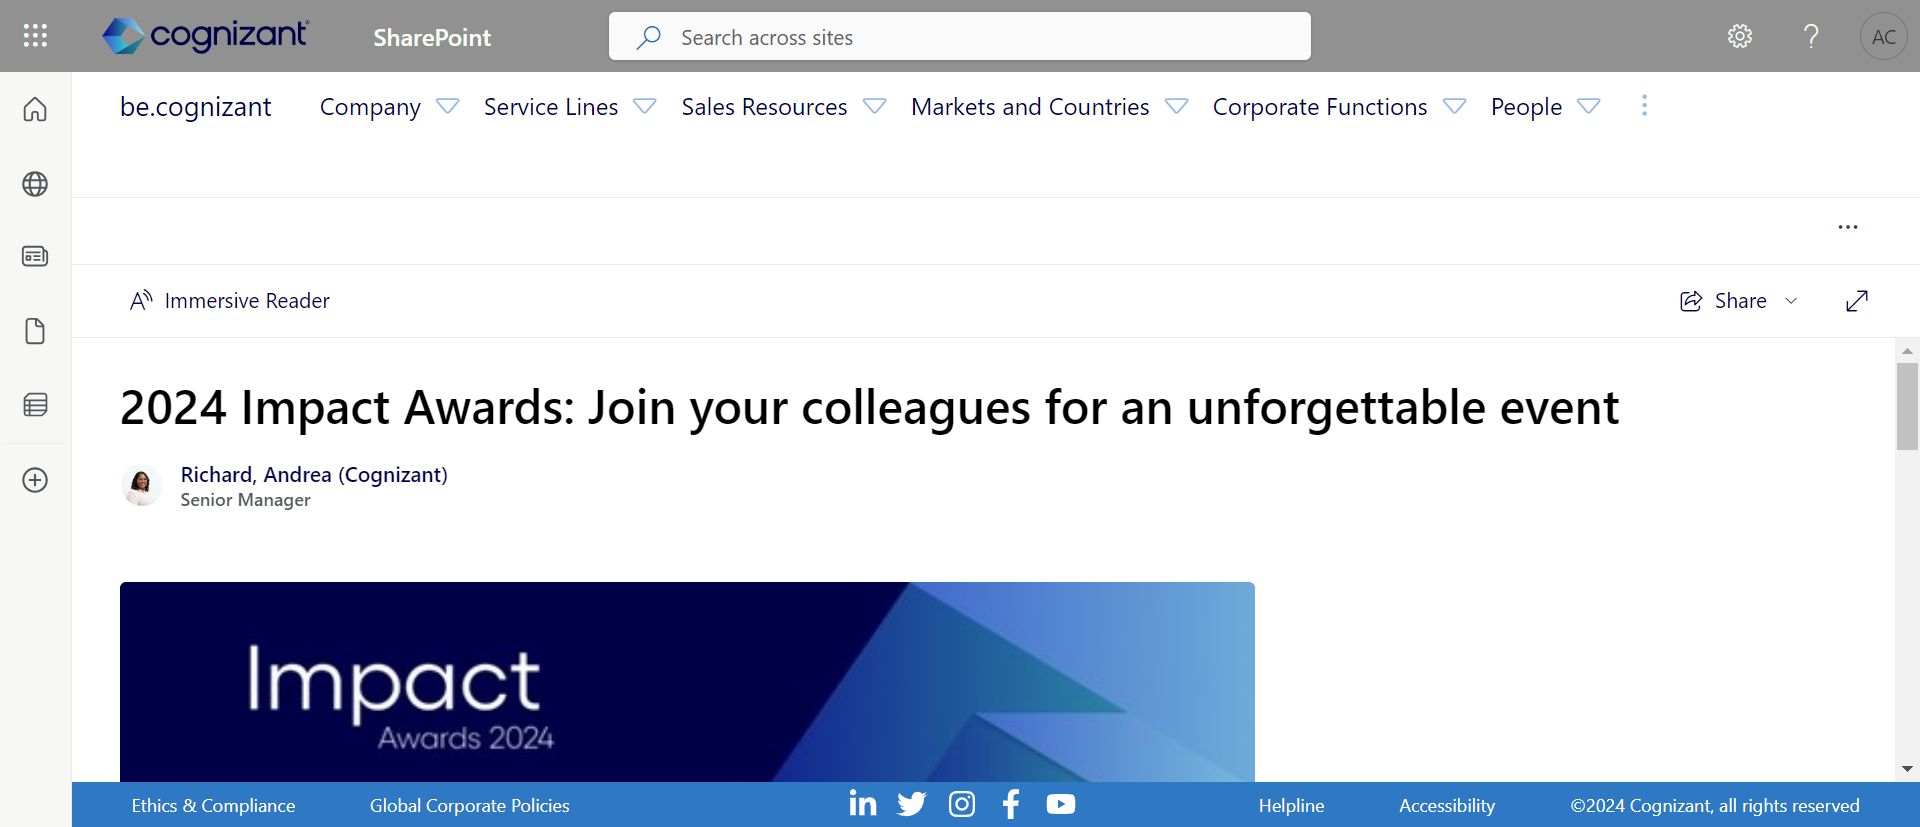 cognizant
SharePoint
Search across sites
AC
be.cognizant
Company
Service Lines
Sales Resources
Markets and Countries
Corporate Functions
People
Immersive Reader
Share
2024 Impact Awards: Join your colleagues for an unforgettable event
Richard, Andrea (Cognizant)
Senior Manager
Impact
Awards 2024
Ethics & Compliance
Global Corporate Policies
Helpline
Accessibility
©2024 Cognizant, all rights reserved